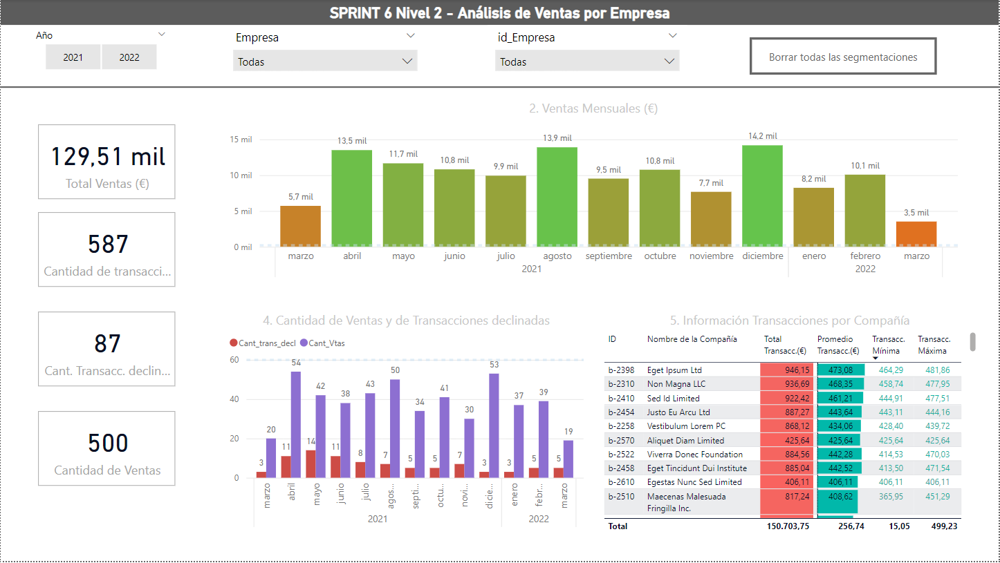 SPRINT 6 Nivel 2 - Análisis de Ventas por Empresa
Año
2021 2022
Empresa
Todas
id_Empresa
Todas
Borrar todas las segmentaciones
129,51 mil
Total Ventas (€)
587
Cantidad de transacci...
87
Cant. Transacc. declin...
500
Cantidad de Ventas
2. Ventas Mensuales (€)
15 mil
10 mil
5 mil
0 mil
5,7 mil 13,5 mil 11,7 mil 10,8 mil 9,9 mil 13,9 mil 9,5 mil 10,8 mil 7,7 mil 14,2 mil 8,2 mil 10,1 mil 3,5 mil
marzo abril mayo junio julio agosto septiembre octubre noviembre diciembre enero febrero marzo
2021 2022
4. Cantidad de Ventas y de Transacciones declinadas
Cant_trans_decl Cant_Vtas
60
40
20
0
3 20 11 54 14 42 11 38 8 43 7 50 5 34 5 41 7 30 3 53 3 37 5 39 5 19
marzo abril mayo junio julio agos... septi... octu... novi... dicie... enero febr... marzo
2021 2022
5. Información Transacciones por Compañía
ID Nombre de la Compañía Total Promedio Transacc. Transacc.
Transacc.(€) Transacc.(€) Mínima Máxima
b-2398 Eget Ipsum Ltd 946,15 473,08 464,29 481,86
b-2310 Non Magna LLC 936,69 468,35 458,74 477,95
b-2410 Sed Id Limited 922,42 461,21 444,91 477,51
b-2454 Justo Eu Arcu Ltd 887,27 443,64 443,11 444,16
b-2258 Vestibulum Lorem PC 868,12 434,06 428,40 439,72
b-2570 Aliquet Diam Limited 425,64 425,64 425,64 425,64
b-2522 Viverra Donec Foundation 884,56 442,28 414,53 470,03
b-2458 Eget Tincidunt Dui Institute 885,04 442,52 413,50 471,54
b-2610 Egestas Nunc Sed Limited 406,11 406,11 406,11 406,11
b-2510 Maecenas Malesuada 817,24 408,62 365,95 451,29
Fringilla Inc.
Total 150.703,75 256,74 15,05 499,23